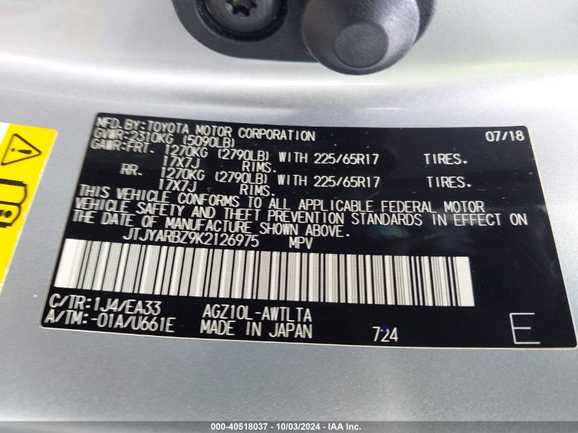 MFD.BY:TOYOTA MOTOR CORPORATION 07/18
GVWR:2310KG (5090LB)
GAWR:FRT. 1270KG (2790LB) WITH 225/65R17 TIRES.
17X7J RIMS.
RR. 1270KG (2790LB) WITH 225/65R17 TIRES.
17X7J RIMS.
THIS VEHICLE CONFORMS TO ALL APPLICABLE FEDERAL MOTOR
VEHICLE SAFETY AND THEFT PREVENTION STANDARDS IN EFFECT ON
THE DATE OF MANUFACTURE SHOWN ABOVE.
JTJYARBZ9K2126975 MPV
C/TR:1J4/EA33 AGZ10L-AWTLTA
A/TM:-01A/U661E MADE IN JAPAN 724 E
000-40518037 - 10/03/2024 - IAA Inc.